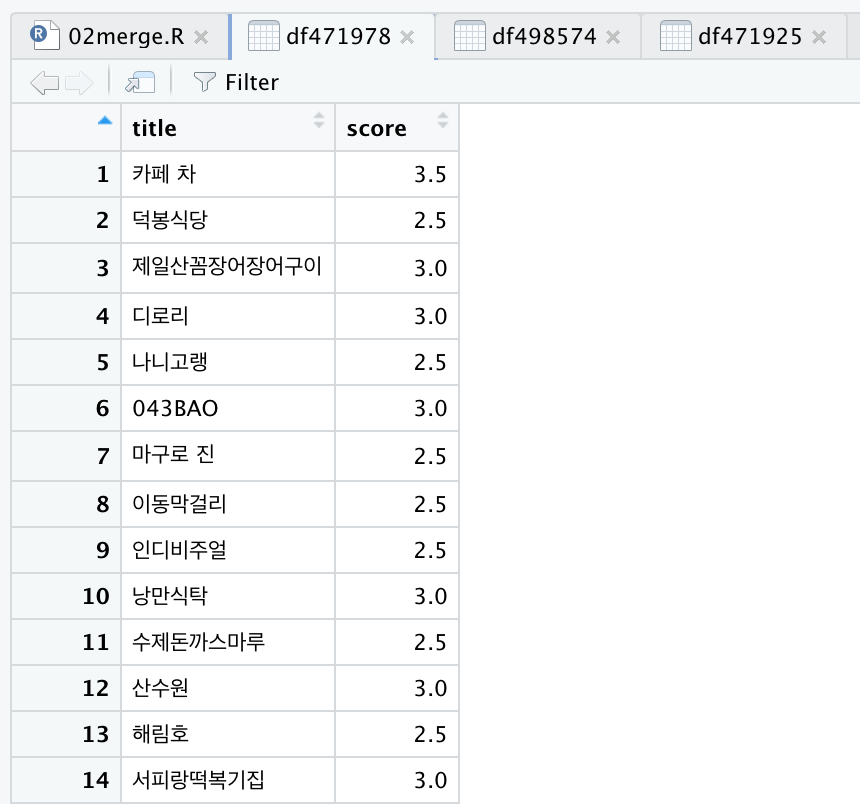 02merge.R df471978 df498574 df471925
Filter
title score
1 카페 차 3.5
2 덕봉식당 2.5
3 제일산꼼장어장어구이 3.0
4 디로리 3.0
5 나니고랭 2.5
6 043BAO 3.0
7 마구로 진 2.5
8 이동막걸리 2.5
9 인디비주얼 2.5
10 낭만식탁 3.0
11 수제돈까스마루 2.5
12 산수원 3.0
13 해림호 2.5
14 서피랑떡복기집 3.0